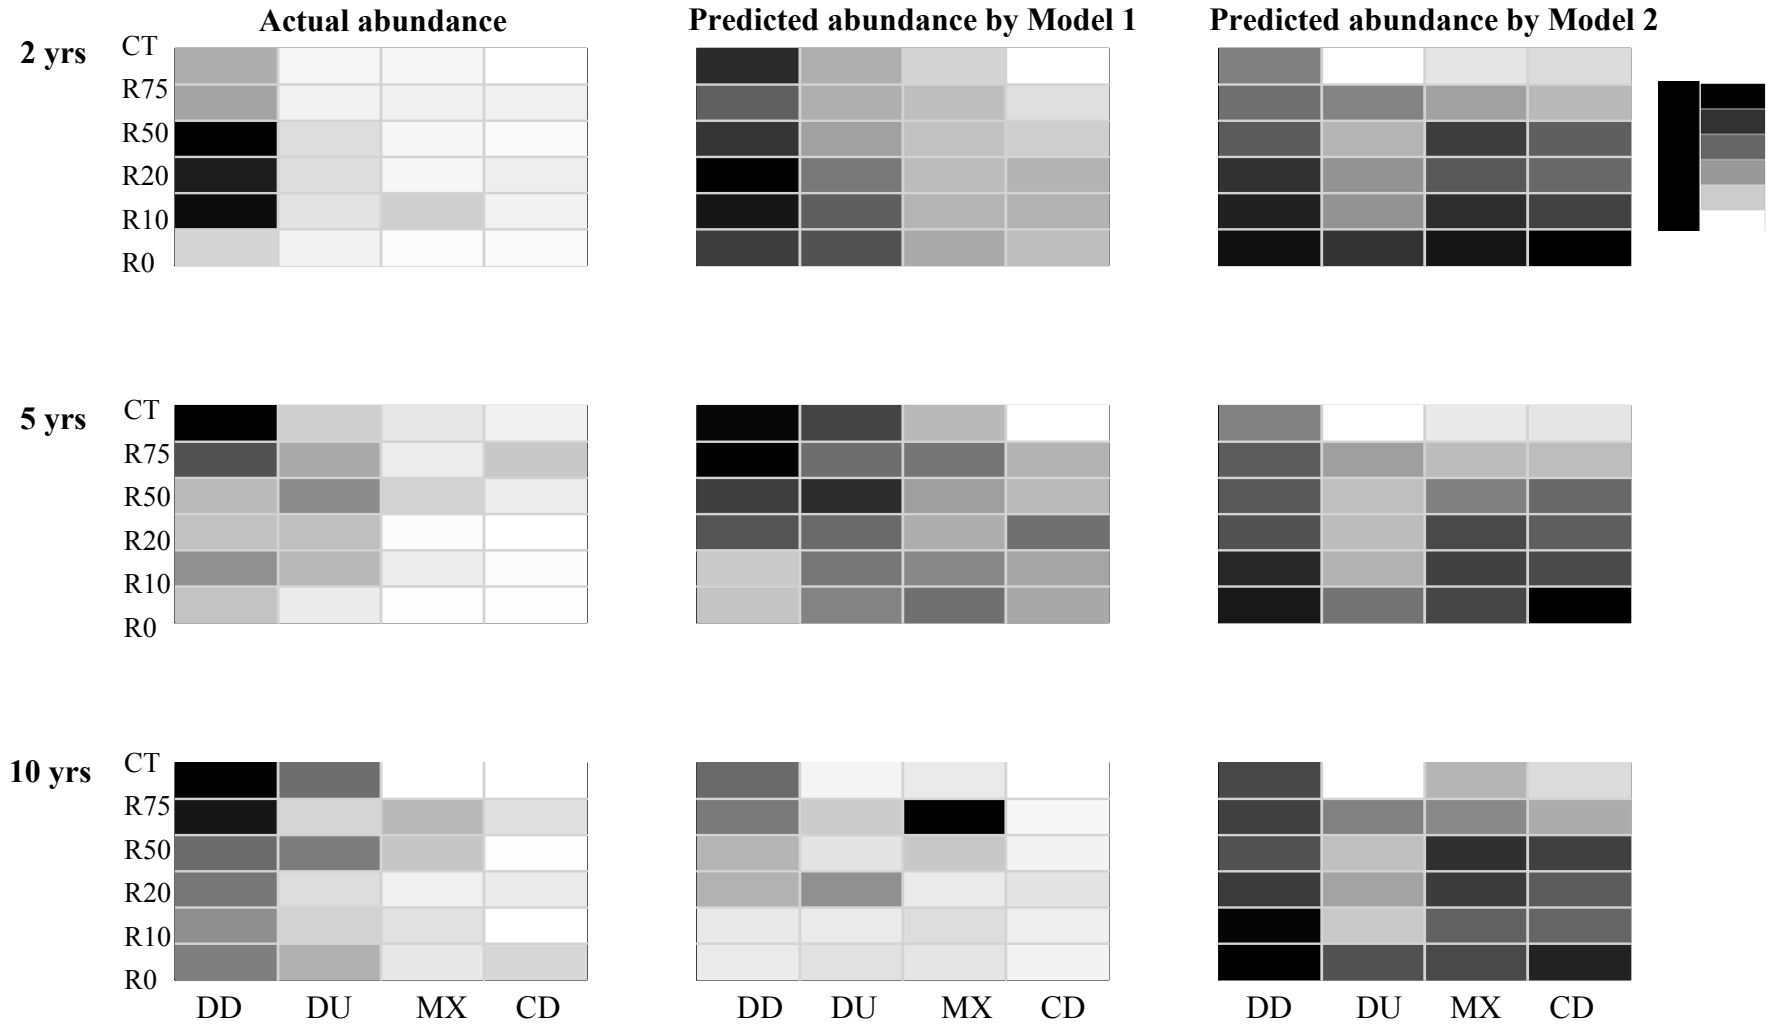 Actual abundance
Predicted abundance by Model 1
Predicted abundance by Model 2
2 yrs
CT
R75
R50
R20
R10
R0
5 yrs
CT
R75
R50
R20
R10
R0
10 yrs
CT
R75
R50
R20
R10
R0
DD DU MX CD
DD DU MX CD
DD DU MX CD